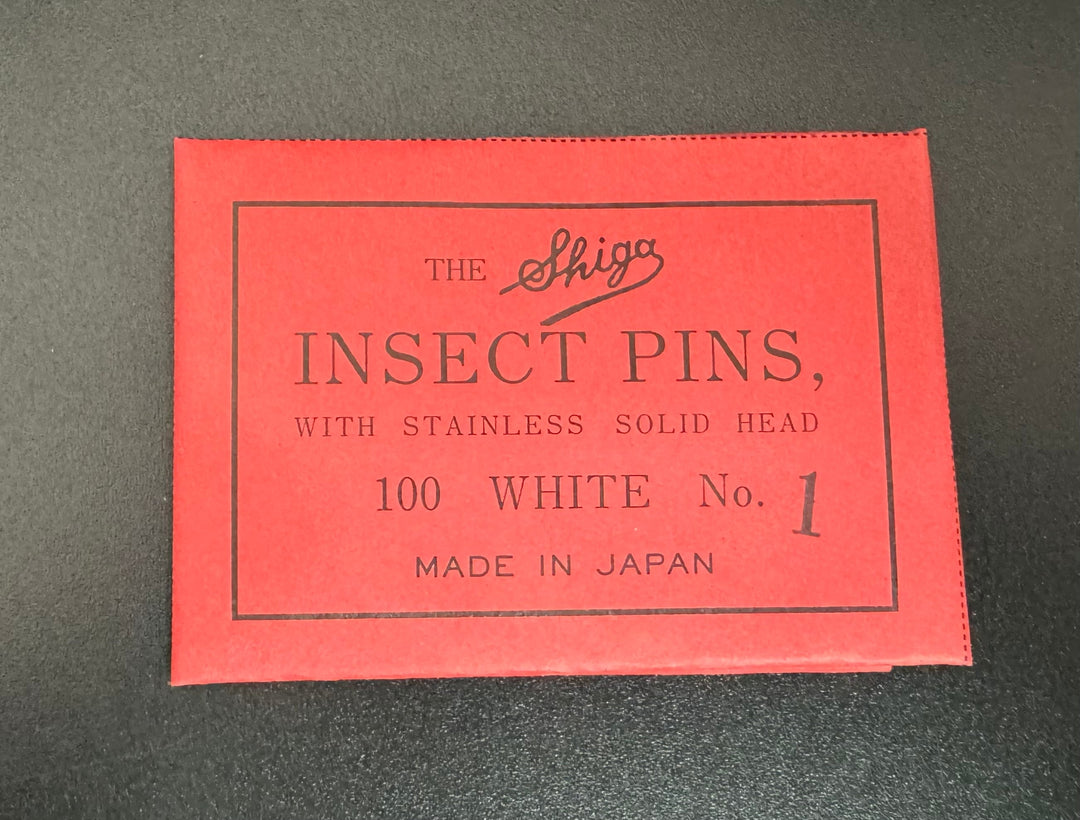 THE Shiga
INSECT PINS,
WITH STAINLESS SOLID HEAD
100 WHITE No. 1
MADE IN JAPAN